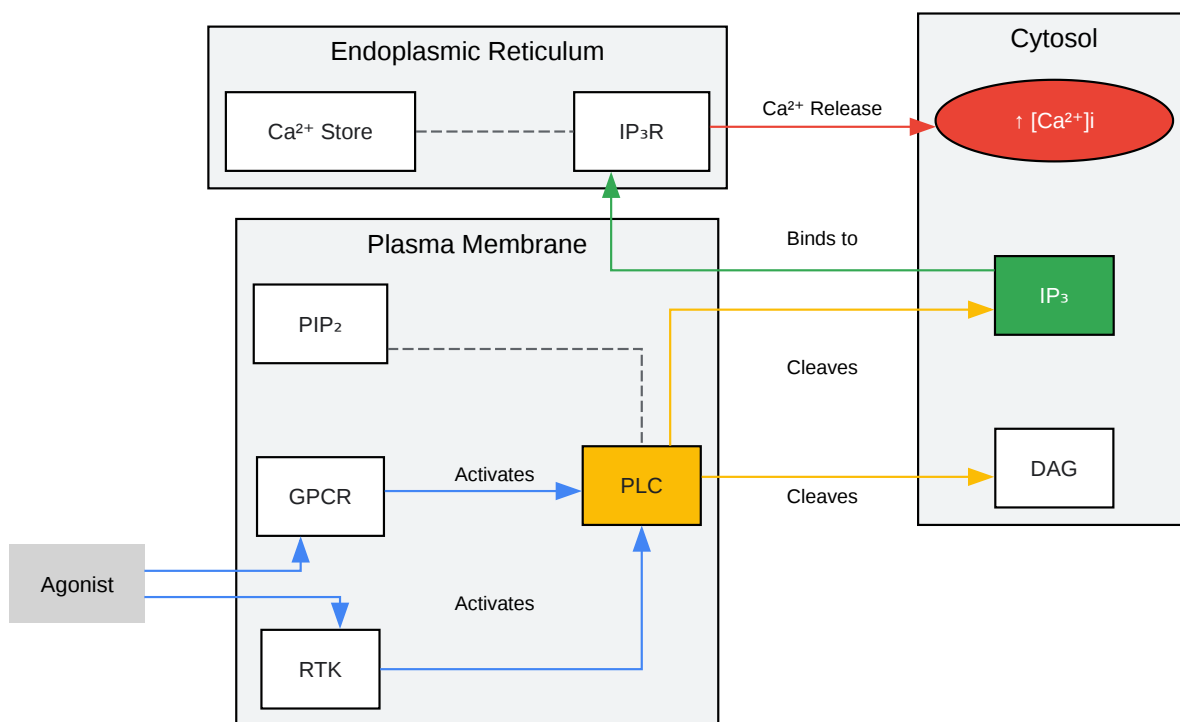 Endoplasmic Reticulum
Cytosol
Ca²⁺ Store
IP₃R
Ca²⁺ Release
↑ [Ca²⁺]i
Plasma Membrane
Binds to
PIP₂
IP₃
Cleaves
GPCR
Activates
PLC
Cleaves
DAG
Agonist
Activates
RTK